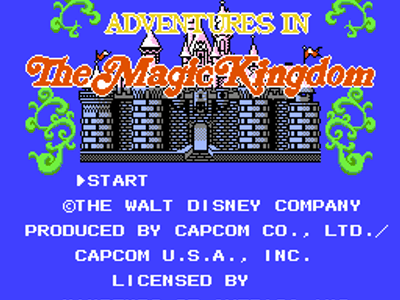 ADVENTURES IN
The Magic Kingdom
▶START
©THE WALT DISNEY COMPANY
PRODUCED BY CAPCOM CO., LTD./
CAPCOM U.S.A., INC.
LICENSED BY